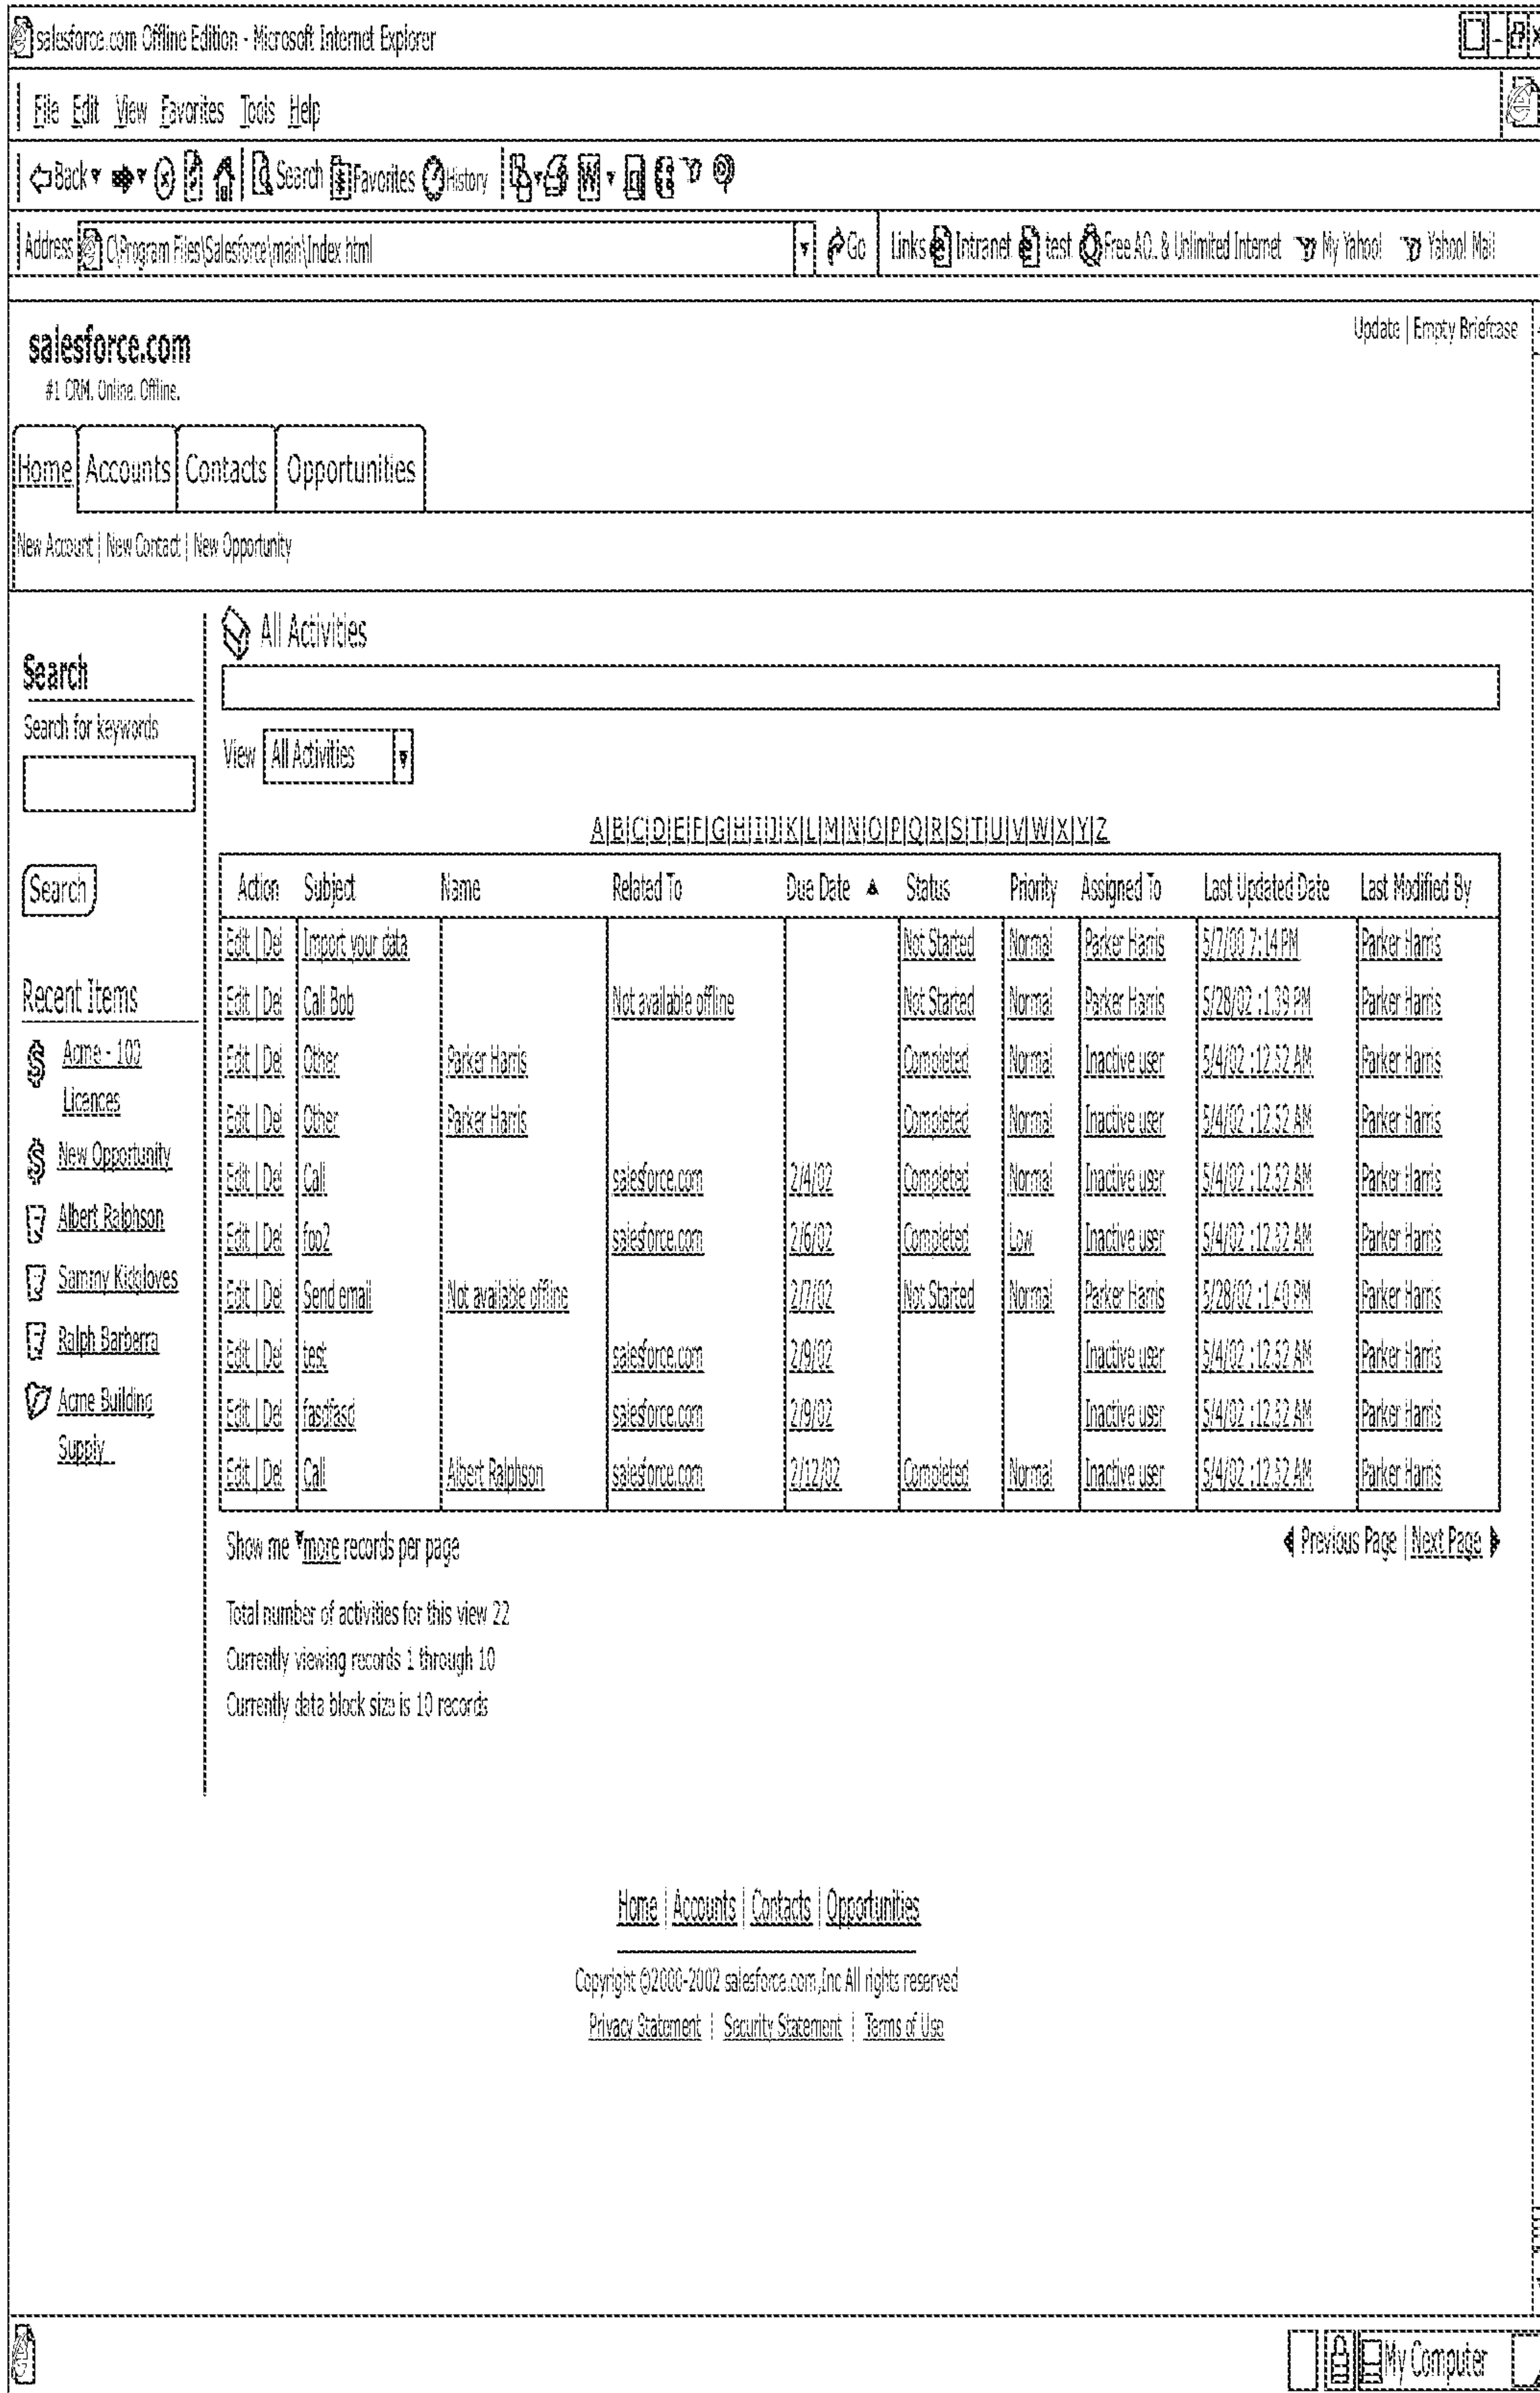 salesforce.com Offline Edition - Microsoft Internet Explorer
File Edit View Favorites Tools Help
Back Search Favorites History W
Address C\Program Files\Salesforce\main\Index html Go Links Intranet test Free AO.. & Unlimited Internet My Yahoo! Yahoo! Mail
salesforce.com
Update | Empty Briefcase
#1 CRM. Online. Offline.
Home Accounts Contacts Opportunities
New Account | New Contact | New Opportunity
All Activities
Search
Search for keywords
View All Activities
A|B|C|D|E|F|G|H|I|J|K|L|M|N|O|P|Q|R|S|T|U|V|W|X|Y|Z
Search
Action Subject Name Related To Due Date ▲ Status Priority Assigned To Last Updated Date Last Modified By
Edit | Del Import your data Not Started Normal Parker Harris 7:14 PM Parker Harris
Edit | Del Call Bob Not available offline Not Started Normal Parker Harris 5/28/02 :1.39 PM Parker Harris
Edit | Del Other Parker Harris Completed Normal Inactive user 5/4/02 :12.52 AM Parker Harris
Edit | Del Other Parker Harris Completed Normal Inactive user 5/4/02 :12.52 AM Parker Harris
Edit | Del Call salesforce.com 2/4/02 Completed Normal Inactive user 5/4/02 :12.52 AM Parker Harris
Edit | Del foo2 salesforce.com 2/6/02 Completed Low Inactive user 5/4/02 :12.52 AM Parker Harris
Edit | Del Send email Not available offline 2/7/02 Not Started Normal Parker Harris 5/28/02 :1.40 PM Parker Harris
Edit | Del test salesforce.com 2/9/02 Inactive user 5/4/02 :12.52 AM Parker Harris
Edit | Del fasdfasd salesforce.com 2/9/02 Inactive user 5/4/02 :12.52 AM Parker Harris
Edit | Del Call Albert Ralphson salesforce.com 2/12/02 Completed Normal Inactive user 5/4/02 :12.52 AM Parker Harris
Recent Items
Acme - 100
Licences
New Opportunity
Albert Ralphson
Sammy Kidgloves
Ralph Barberra
Acme Building
Supply
Show me more records per page
Previous Page | Next Page
Total number of activities for this view 22
Currently viewing records 1 through 10
Currently data block size is 10 records
Home | Accounts | Contacts | Opportunities
Copyright ©2000-2002 salesforce.com,Inc All rights reserved
Privacy Statement | Security Statement | Terms of Use
My Computer